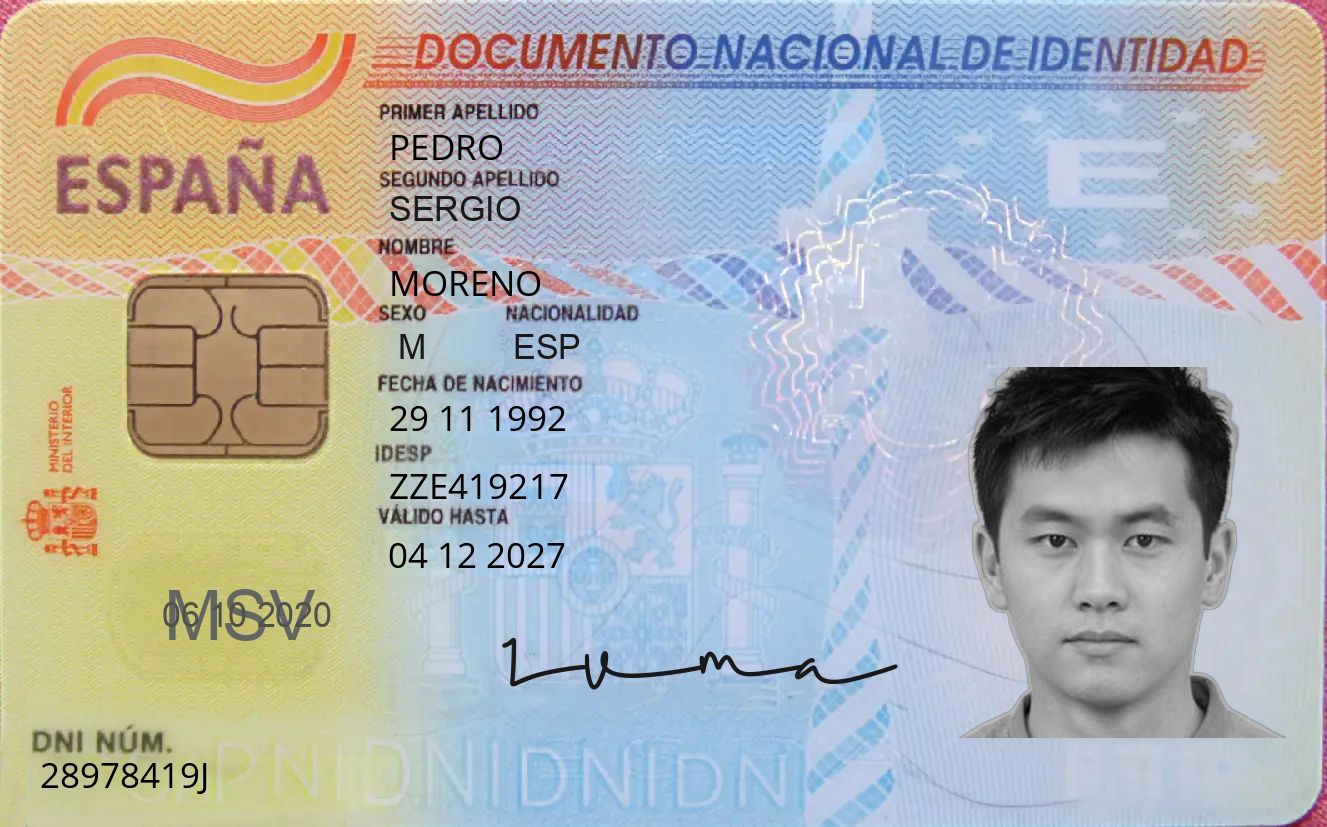 DOCUMENTO NACIONAL DE IDENTIDAD
ESPAÑA
PRIMER APELLIDO
PEDRO
SEGUNDO APELLIDO
SERGIO
NOMBRE
MORENO
SEXO NACIONALIDAD
M ESP
FECHA DE NACIMIENTO
29 11 1992
IDESP
ZZE419217
VÁLIDO HASTA
04 12 2027
MINISTERIO
DEL INTERIOR
E
MSV
06 10 2020
Luma
DNI NÚM.
28978419J
DNIDNIDNIDNI